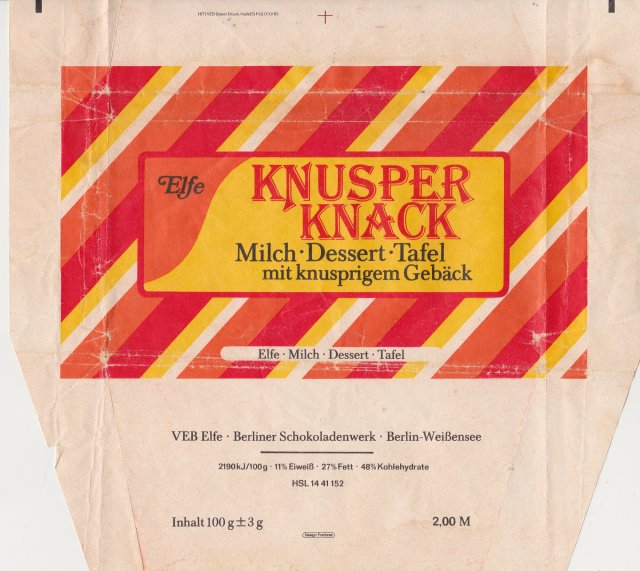 Elfe
KNUSPER
KNACK
Milch · Dessert · Tafel
mit knusprigem Gebäck
Elfe · Milch · Dessert · Tafel
VEB Elfe · Berliner Schokoladenwerk · Berlin-Weißensee
2190 kJ/100 g · 11% Eiweiß · 27% Fett · 48% Kohlehydrate
HSL 14 41 152
Inhalt 100 g ± 3 g
2,00 M